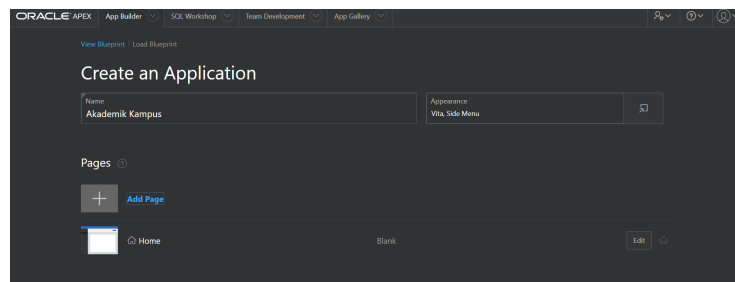 ORACLE APEX App Builder SQL Workshop Team Development App Gallery
View Blueprint Load Blueprint
Create an Application
Name
Akademik Kampus
Appearance
Vita, Side Menu
Pages
Add Page
Home Blank Edit